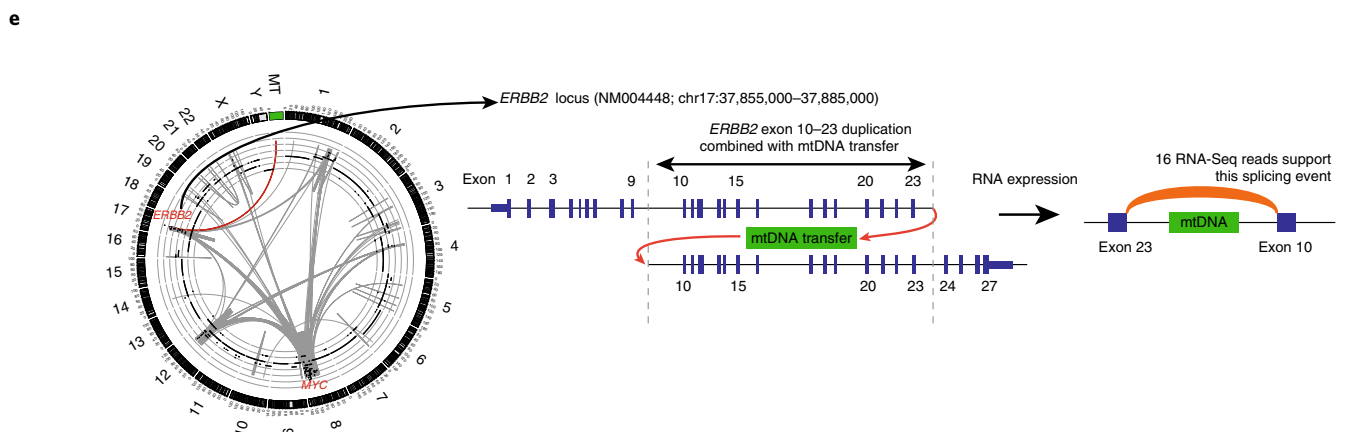 e
MT
1
2
3
4
5
6
7
8
9
10
11
12
13
14
15
16
17
18
19
20
21
22
X
Y
ERBB2
MYC
ERBB2 locus (NM004448; chr17:37,855,000–37,885,000)
ERBB2 exon 10–23 duplication
combined with mtDNA transfer
Exon 1 2 3 9 10 15 20 23
mtDNA transfer
10 15 20 23 24 27
RNA expression
16 RNA-Seq reads support
this splicing event
mtDNA
Exon 23 Exon 10